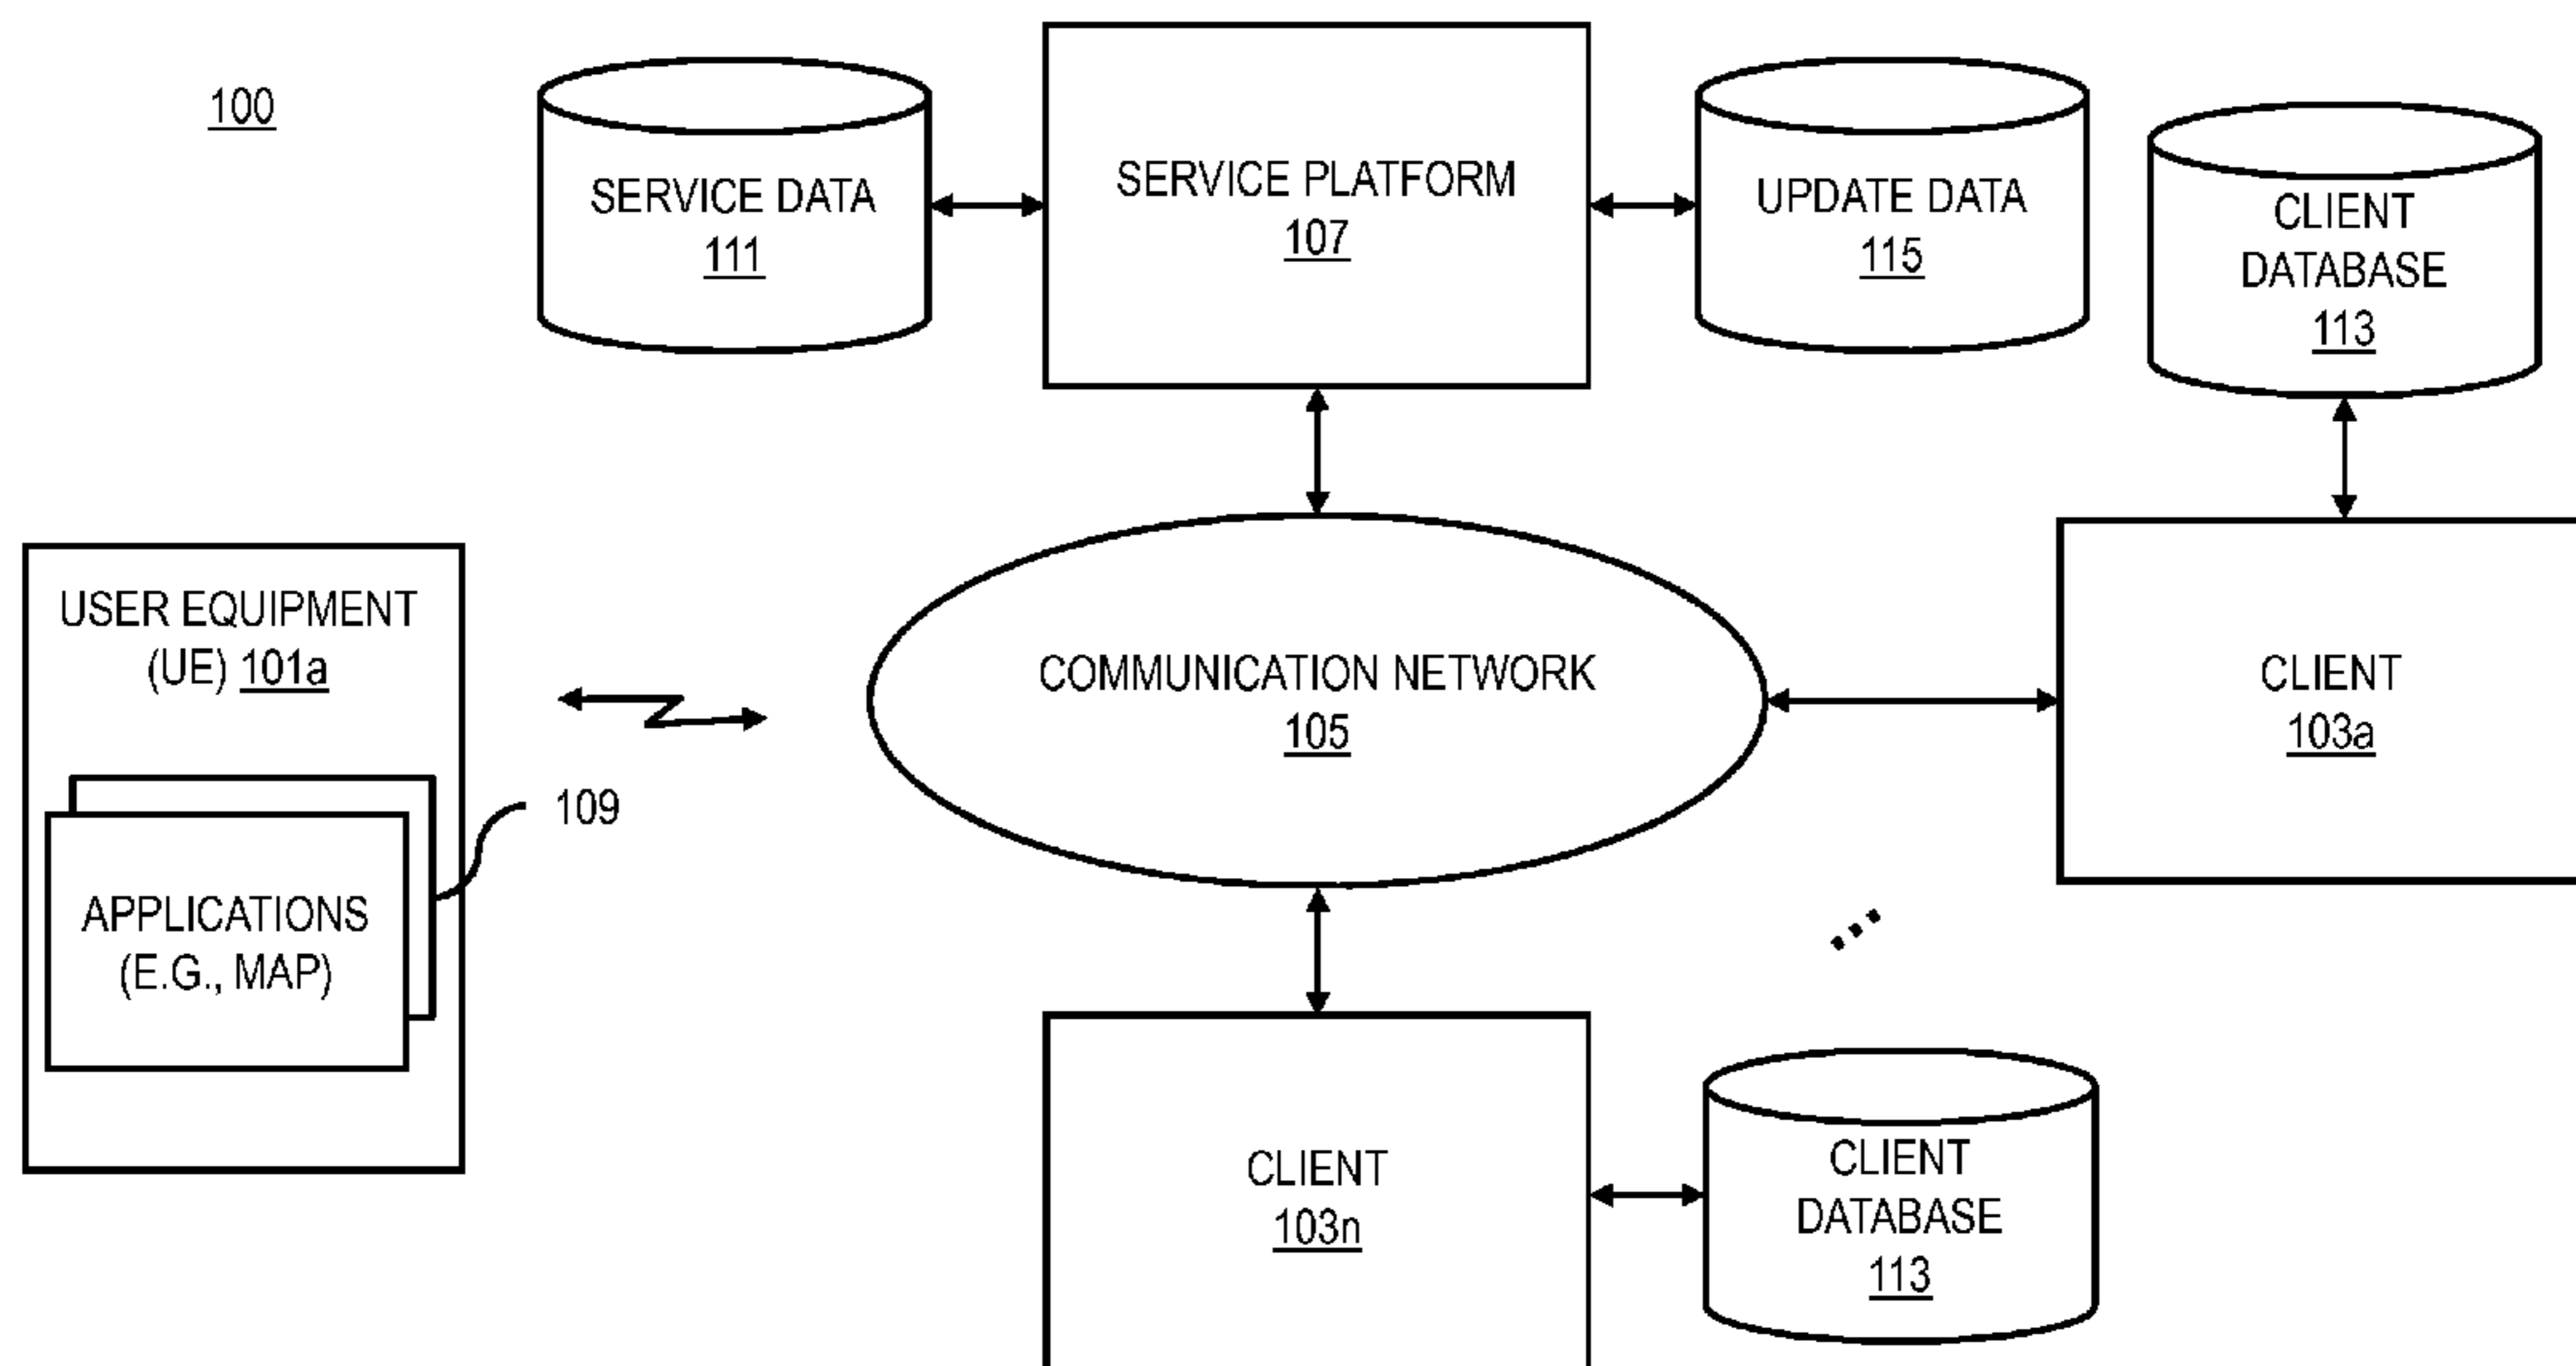 100
SERVICE DATA
111
SERVICE PLATFORM
107
UPDATE DATA
115
CLIENT
DATABASE
113
USER EQUIPMENT
(UE) 101a
COMMUNICATION NETWORK
105
CLIENT
103a
109
APPLICATIONS
(E.G., MAP)
CLIENT
103n
CLIENT
DATABASE
113